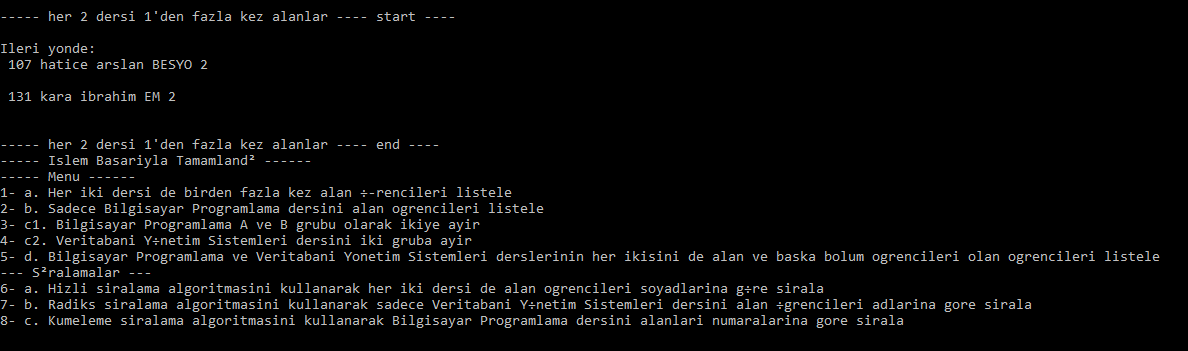 ----- her 2 dersi 1'den fazla kez alanlar ---- start ----
Ileri yonde:
107 hatice arslan BESYO 2
131 kara ibrahim EM 2
----- her 2 dersi 1'den fazla kez alanlar ---- end ----
----- Islem Basariyla Tamamland² ------
----- Menu ------
1- a. Her iki dersi de birden fazla kez alan ÷-rencileri listele
2- b. Sadece Bilgisayar Programlama dersini alan ogrencileri listele
3- c1. Bilgisayar Programlama A ve B grubu olarak ikiye ayir
4- c2. Veritabani Y÷netim Sistemleri dersini iki gruba ayir
5- d. Bilgisayar Programlama ve Veritabani Yonetim Sistemleri derslerinin her ikisini de alan ve baska bolum ogrencileri olan ogrencileri listele
--- S²ralamalar ---
6- a. Hizli siralama algoritmasini kullanarak her iki dersi de alan ogrencileri soyadlarina g÷re sirala
7- b. Radiks siralama algoritmasini kullanarak sadece Veritabani Y÷netim Sistemleri dersini alan ÷grencileri adlarina gore sirala
8- c. Kumeleme siralama algoritmasini kullanarak Bilgisayar Programlama dersini alanlari numaralarina gore sirala